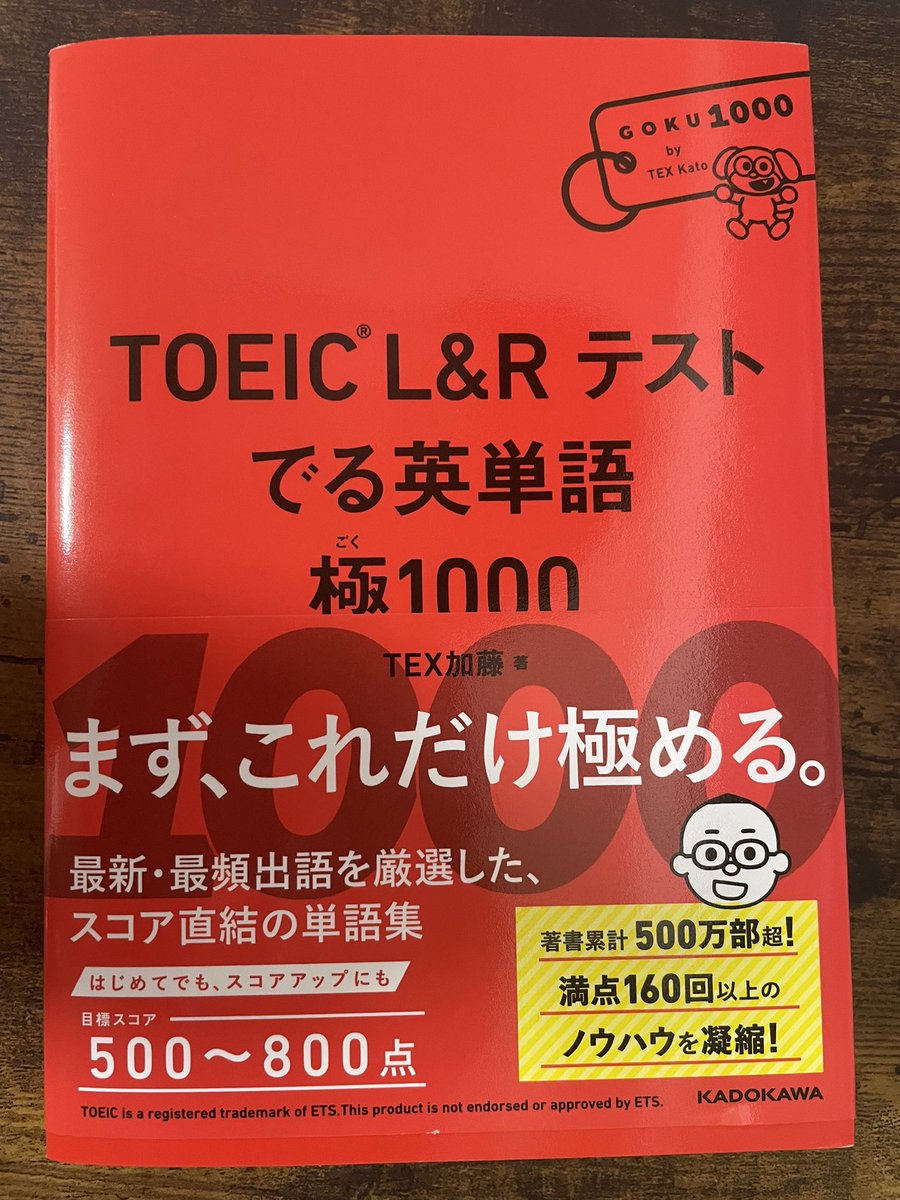 GOKU 1000
by
TEX Kato
TOEIC® L&R テスト
でる英単語
ごく
極1000
1000
TEX加藤 著
まず、これだけ極める。
最新・最頻出語を厳選した、
スコア直結の単語集
はじめてでも、スコアアップにも
目標スコア
500～800点
著書累計 500万部超!
満点160回以上の
ノウハウを凝縮!
KADOKAWA
TOEIC is a registered trademark of ETS.This product is not endorsed or approved by ETS.